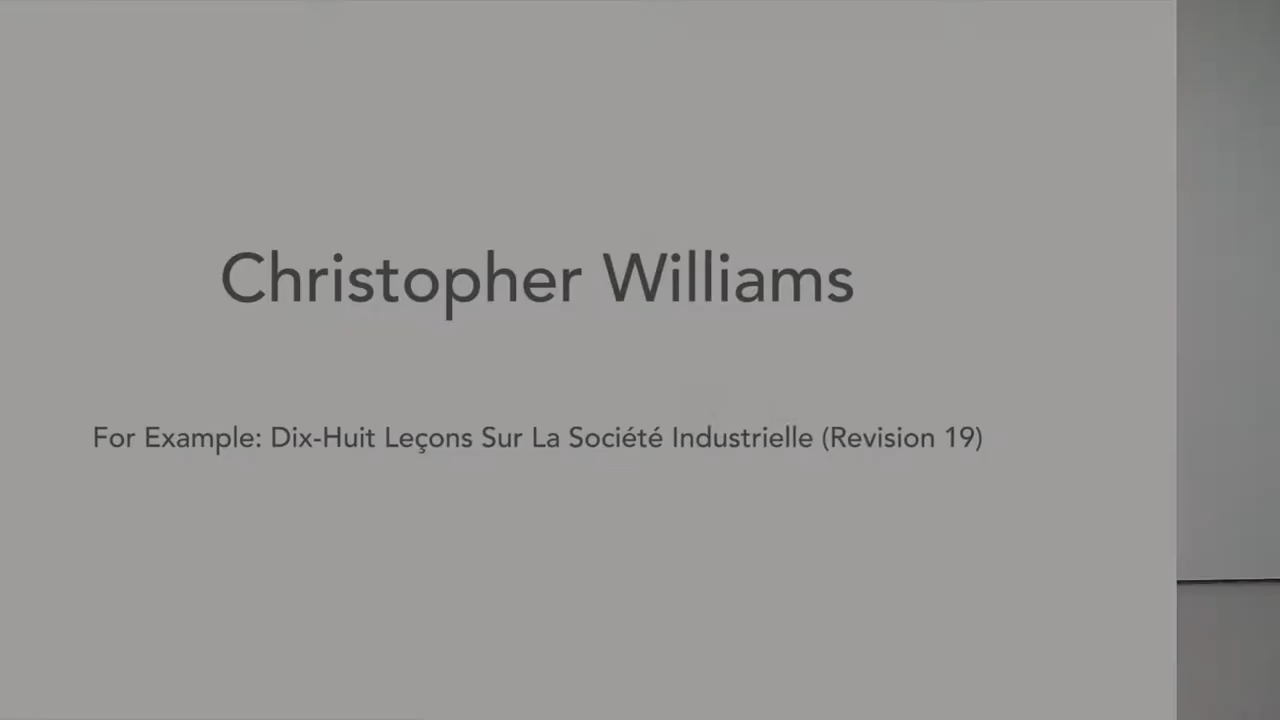 Christopher Williams
For Example: Dix-Huit Leçons Sur La Société Industrielle (Revision 19)